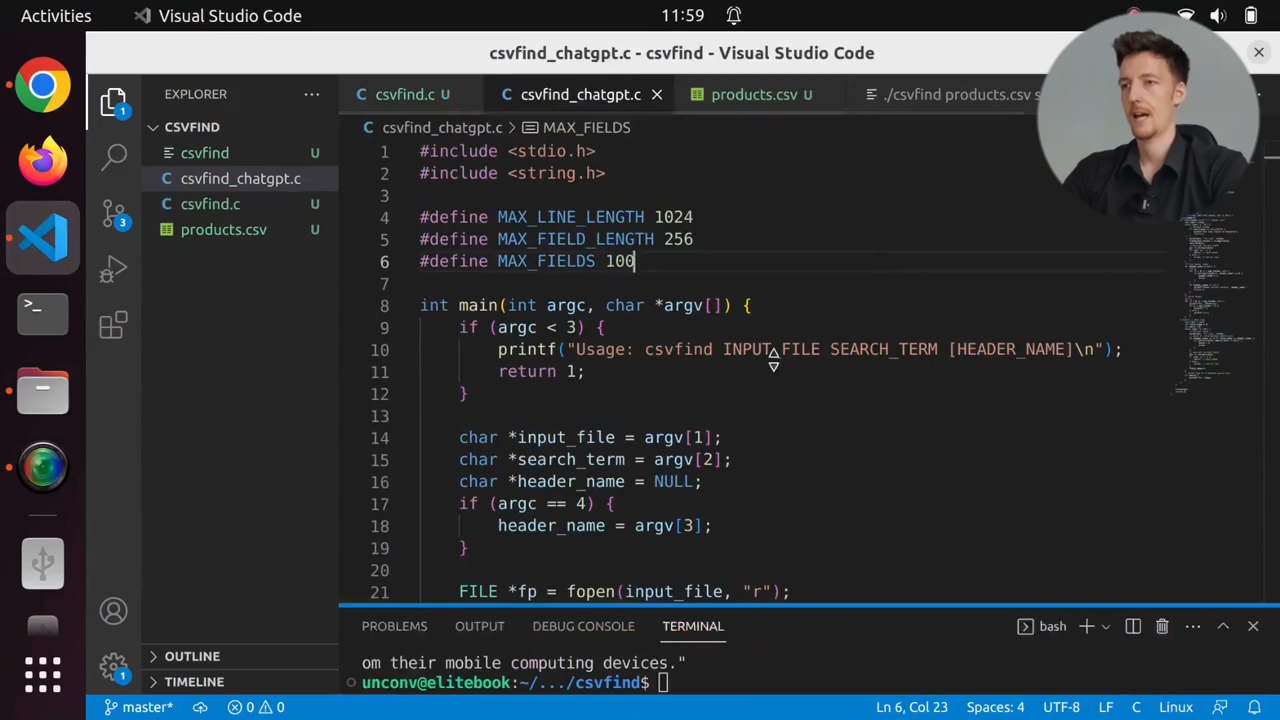 Activities
Visual Studio Code
11:59
csvfind_chatgpt.c - csvfind - Visual Studio Code
EXPLORER
csvfind.c U
csvfind_chatgpt.c
products.csv U
./csvfind products.csv s
CSVFIND
csvfind U
csvfind_chatgpt.c
csvfind.c U
products.csv U
OUTLINE
TIMELINE
1
3
1
C csvfind_chatgpt.c > MAX_FIELDS
1 #include <stdio.h>
2 #include <string.h>
3
4 #define MAX_LINE_LENGTH 1024
5 #define MAX_FIELD_LENGTH 256
6 #define MAX_FIELDS 100
7
8 int main(int argc, char *argv[]) {
9 if (argc < 3) {
10 printf("Usage: csvfind INPUT_FILE SEARCH_TERM [HEADER_NAME]\n");
11 return 1;
12 }
13
14 char *input_file = argv[1];
15 char *search_term = argv[2];
16 char *header_name = NULL;
17 if (argc == 4) {
18 header_name = argv[3];
19 }
20
21 FILE *fp = fopen(input_file, "r");
PROBLEMS OUTPUT DEBUG CONSOLE TERMINAL
bash
om their mobile computing devices."
unconv@elitebook:~/.../csvfind$
master* 0 0
Ln 6, Col 23 Spaces: 4 UTF-8 LF C Linux